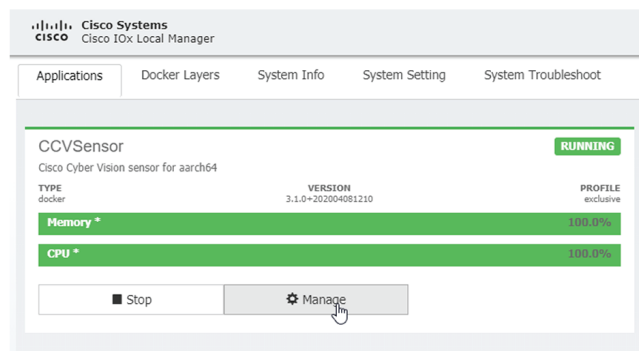 Cisco Systems
cisco Cisco IOx Local Manager
Applications Docker Layers System Info System Setting System Troubleshoot
CCVSensor RUNNING
Cisco Cyber Vision sensor for aarch64
TYPE VERSION PROFILE
docker 3.1.0+202004081210 exclusive
Memory * 100.0%
CPU * 100.0%
Stop Manage